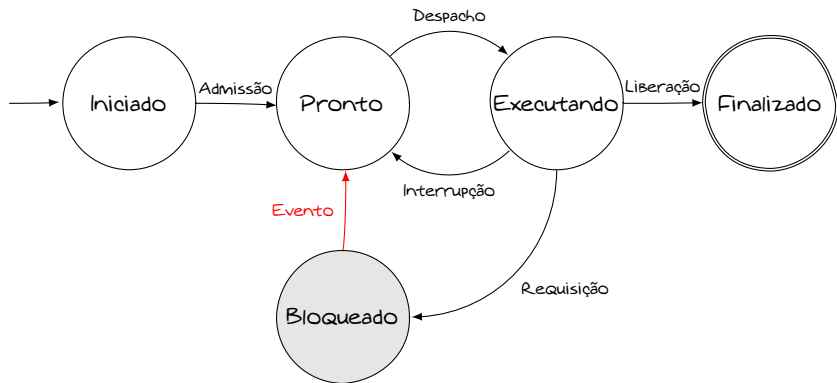 Despacho
Iniciado
Admissão
Pronto
Executando
Liberação
Finalizado
Interrupção
Evento
Requisição
Bloqueado